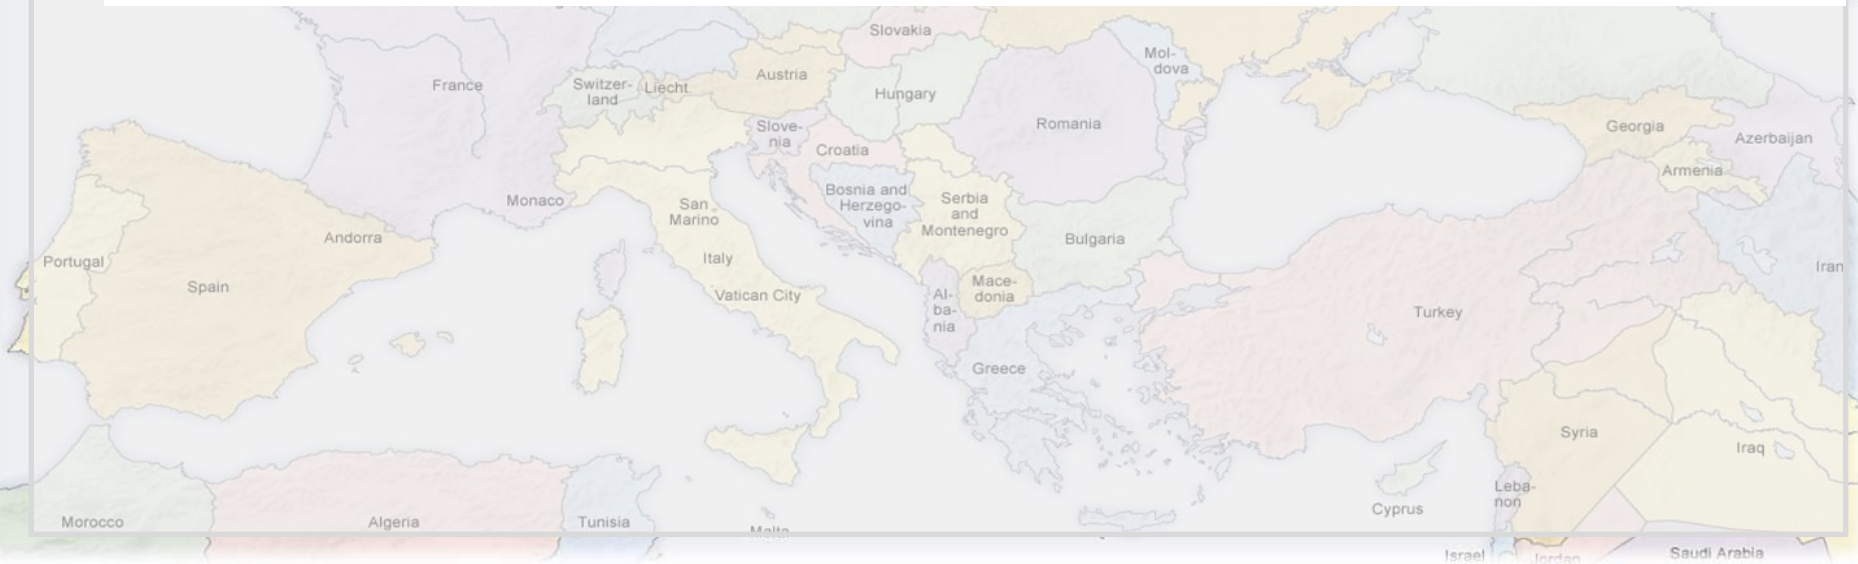 Slovakia
Mol-
dova
Austria
France
Switzer-
land
Liecht.
Hungary
Romania
Georgia
Azerbaijan
Slove-
nia
Croatia
Armenia
Bosnia and
Herzego-
vina
Serbia
and
Montenegro
Monaco
San
Marino
Andorra
Bulgaria
Portugal
Italy
Iran
Spain
Vatican City
Al-
ba-
nia
Mace-
donia
Turkey
Greece
Syria
Iraq
Leba-
non
Cyprus
Morocco
Algeria
Tunisia
Malta
Israel
Jordan
Saudi Arabia